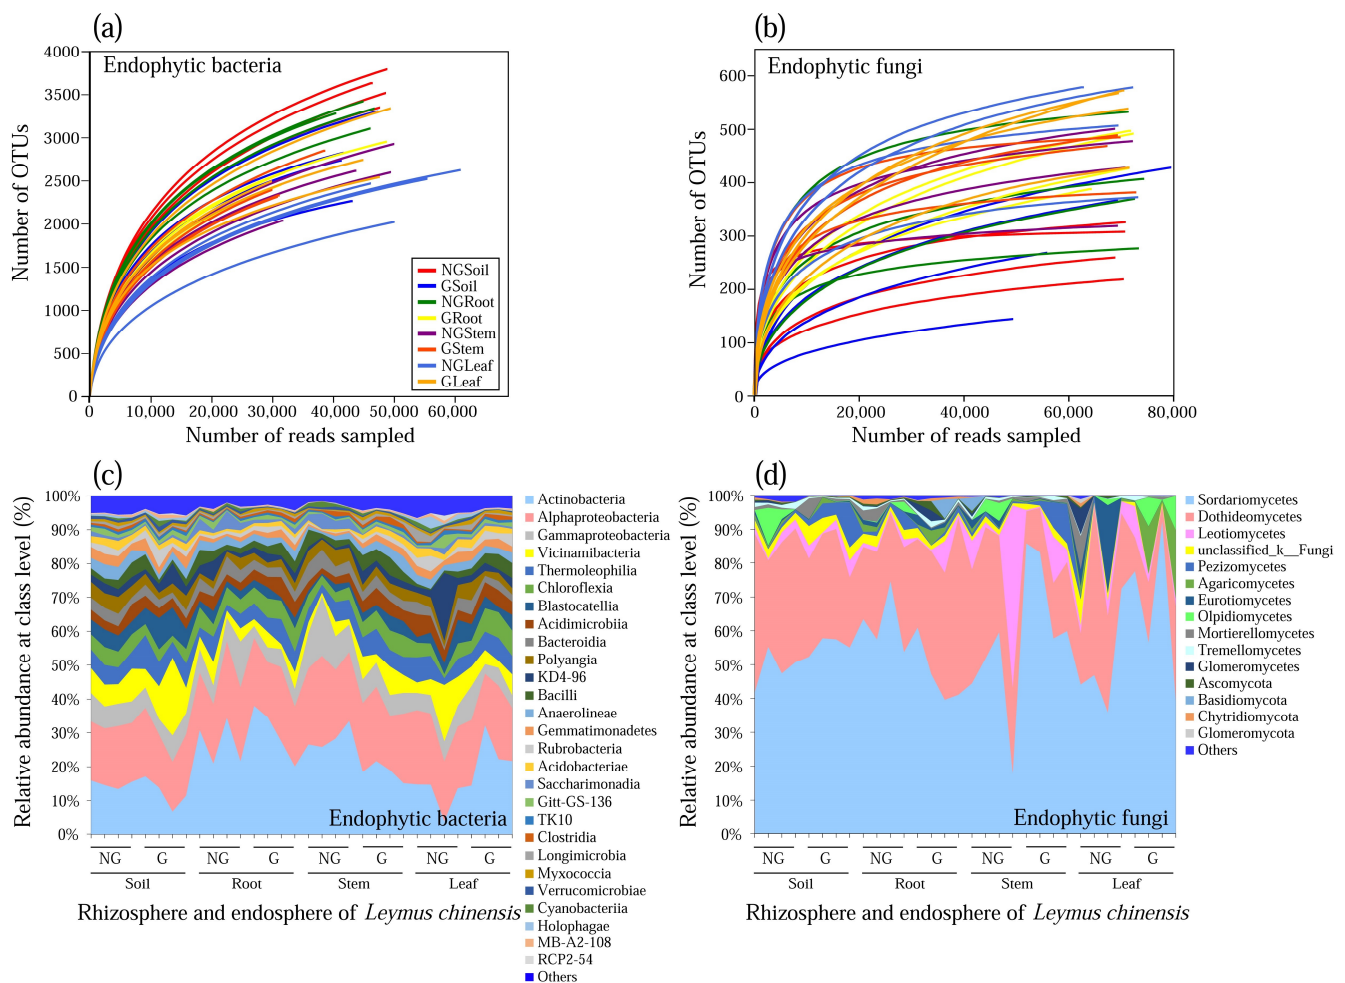 (a)
Endophytic bacteria
Number of OTUs
4000
3500
3000
2500
2000
1500
1000
500
0
0 10,000 20,000 30,000 40,000 50,000 60,000
Number of reads sampled
NGSoil
GSoil
NGRoot
GRoot
NGStem
GStem
NGLeaf
GLeaf
(b)
Endophytic fungi
Number of OTUs
600
500
400
300
200
100
0
0 20,000 40,000 60,000 80,000
Number of reads sampled
(c)
Relative abundance at class level (%)
100%
90%
80%
70%
60%
50%
40%
30%
20%
10%
0%
Endophytic bacteria
NG G NG G NG G NG G
Soil Root Stem Leaf
Rhizosphere and endosphere of Leymus chinensis
Actinobacteria
Alphaproteobacteria
Gammaproteobacteria
Vicinamibacteria
Thermoleophilia
Chloroflexia
Blastocatellia
Acidimicrobiia
Bacteroidia
Polyangia
KD4-96
Bacilli
Anaerolineae
Gemmatimonadetes
Rubrobacteria
Acidobacteriae
Saccharimonadia
Gitt-GS-136
TK10
Clostridia
Longimicrobia
Myxococcia
Verrucomicrobiae
Cyanobacteriia
Holophagae
MB-A2-108
RCP2-54
Others
(d)
Relative abundance at class level (%)
100%
90%
80%
70%
60%
50%
40%
30%
20%
10%
0%
Endophytic fungi
NG G NG G NG G NG G
Soil Root Stem Leaf
Rhizosphere and endosphere of Leymus chinensis
Sordariomycetes
Dothideomycetes
Leotiomycetes
unclassified_k__Fungi
Pezizomycetes
Agaricomycetes
Eurotiomycetes
Olpidiomycetes
Mortierellomycetes
Tremellomycetes
Glomeromycetes
Ascomycota
Basidiomycota
Chytridiomycota
Glomeromycota
Others